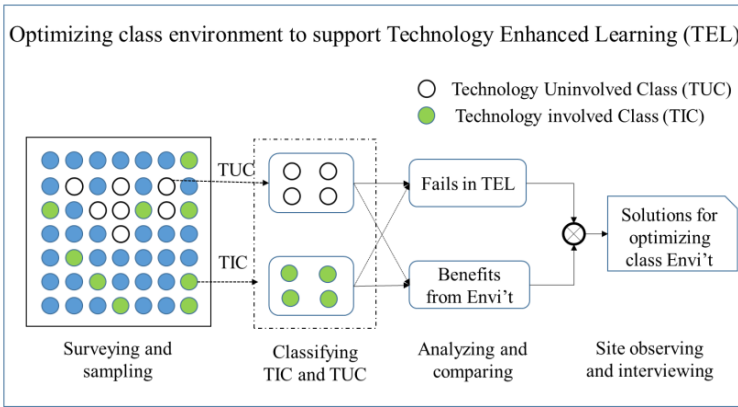 Optimizing class environment to support Technology Enhanced Learning (TEL)
Technology Uninvolved Class (TUC)
Technology involved Class (TIC)
TUC
TIC
Fails in TEL
Benefits
from Envi't
Solutions for
optimizing
class Envi't
Surveying and
sampling
Classifying
TIC and TUC
Analyzing and
comparing
Site observing
and interviewing